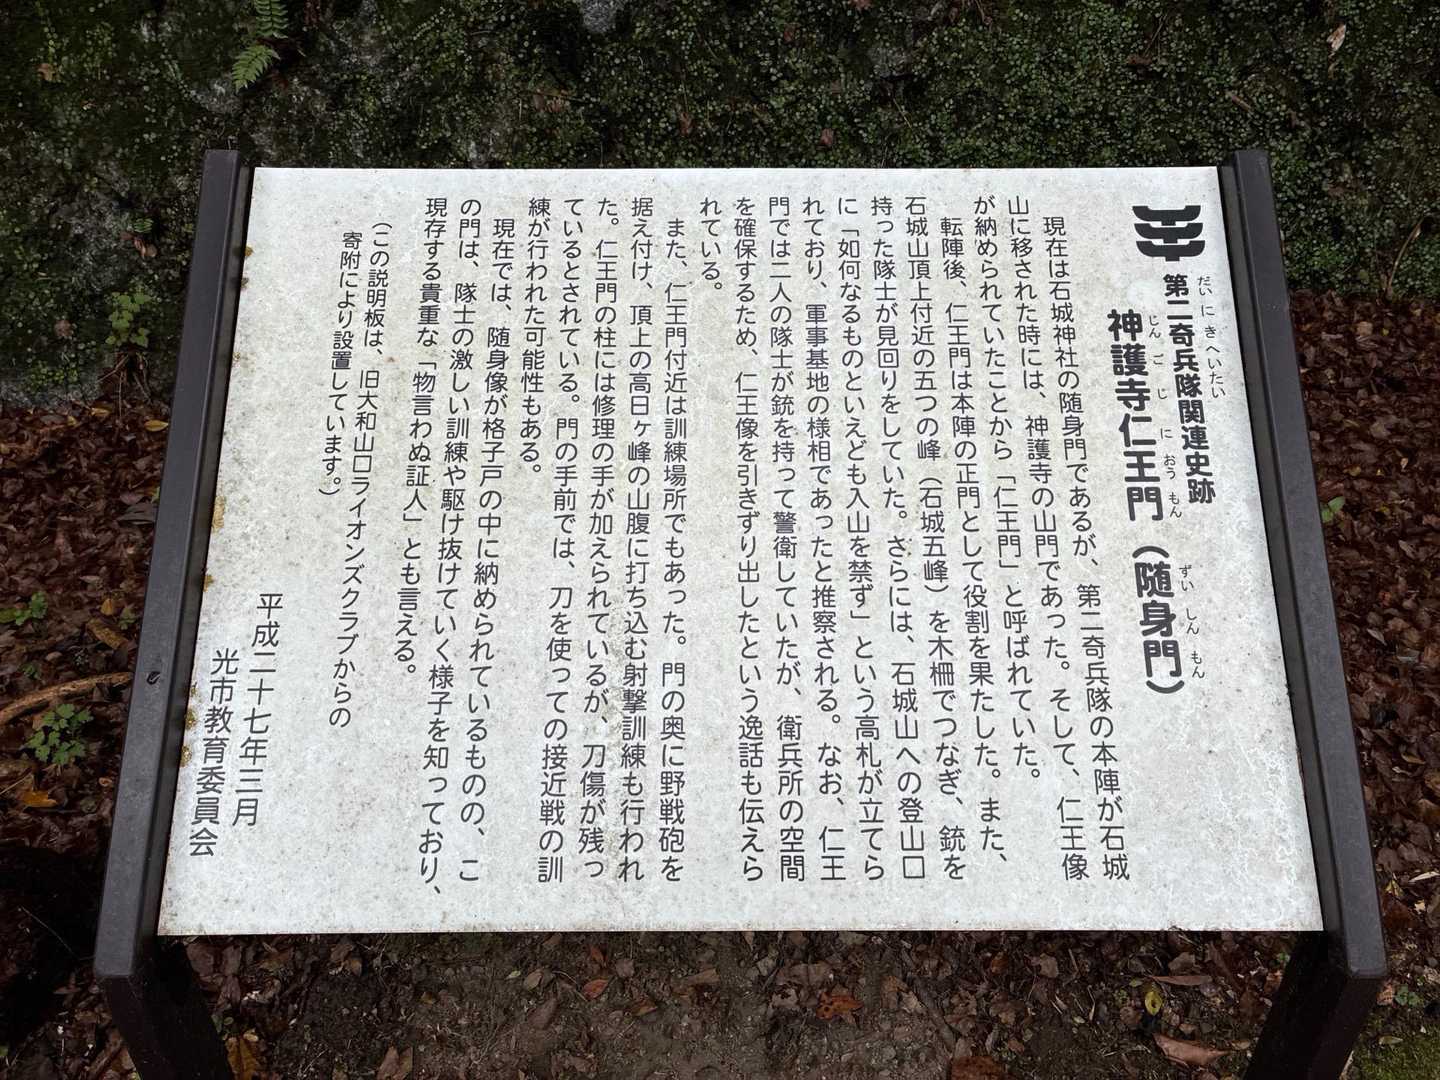 だいにきへいたい
第二奇兵隊関連史跡
じんごじにおうもん　ずいしんもん
神護寺仁王門（随身門）
現在は石城神社の随身門であるが、第二奇兵隊の本陣が石城
山に移された時には、神護寺の山門であった。そして、仁王像
が納められていたことから「仁王門」と呼ばれていた。
転陣後、仁王門は本陣の正門として役割を果たした。また、
石城山頂上付近の五つの峰（石城五峰）を木柵でつなぎ、銃を
持った隊士が見回りをしていた。さらには、石城山への登山口
に「如何なるものといえども入山を禁ず」という高札が立てら
れており、軍事基地の様相であったと推察される。なお、仁王
門では二人の隊士が銃を持って警衛していたが、衛兵所の空間
を確保するため、仁王像を引きずり出したという逸話も伝えら
れている。
また、仁王門付近は訓練場所でもあった。門の奥に野戦砲を
据え付け、頂上の高日ヶ峰の山腹に打ち込む射撃訓練も行われ
た。仁王門の柱には修理の手が加えられているが、刀傷が残っ
ているとされている。門の手前では、刀を使っての接近戦の訓
練が行われた可能性もある。
現在では、随身像が格子戸の中に納められているものの、こ
の門は、隊士の激しい訓練や駆け抜けていく様子を知っており、
現存する貴重な「物言わぬ証人」とも言える。
（この説明板は、旧大和山口ライオンズクラブからの
寄附により設置しています。）
平成二十七年三月
光市教育委員会